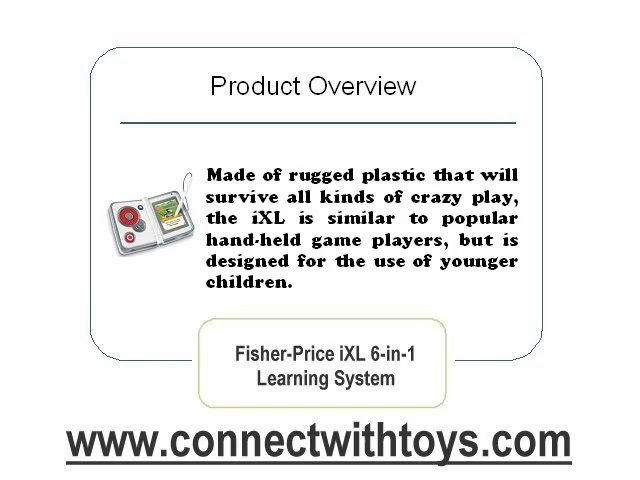 Product Overview
Made of rugged plastic that will
survive all kinds of crazy play,
the iXL is similar to popular
hand-held game players, but is
designed for the use of younger
children.
Fisher-Price iXL 6-in-1
Learning System
www.connectwithtoys.com